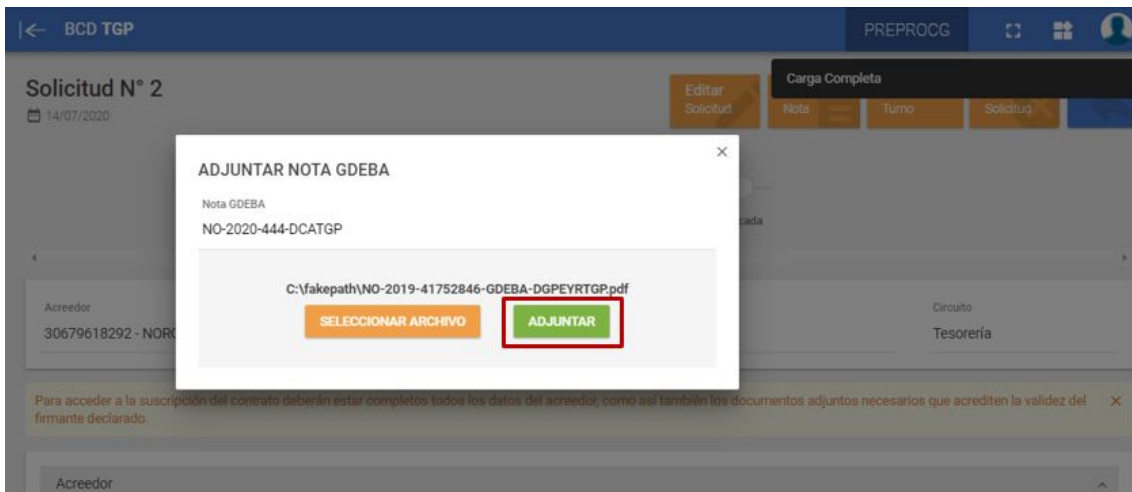 BCD TGP
PREPROCG
Solicitud N° 2
14/07/2020
Editar
Solicitud
Nota
Turno
Solicitud
Carga Completa
ADJUNTAR NOTA GDEBA
Nota GDEBA
NO-2020-444-DCATGP
C:\fakepath\NO-2019-41752846-GDEBA-DGPEYRTGP.pdf
SELECCIONAR ARCHIVO
ADJUNTAR
cada
Acreedor
30679618292 - NORO
Circuito
Tesorería
Para acceder a la suscripción del contrato deberán estar completos todos los datos del acreedor, como así también los documentos adjuntos necesarios que acrediten la validez del
firmante declarado.
Acreedor